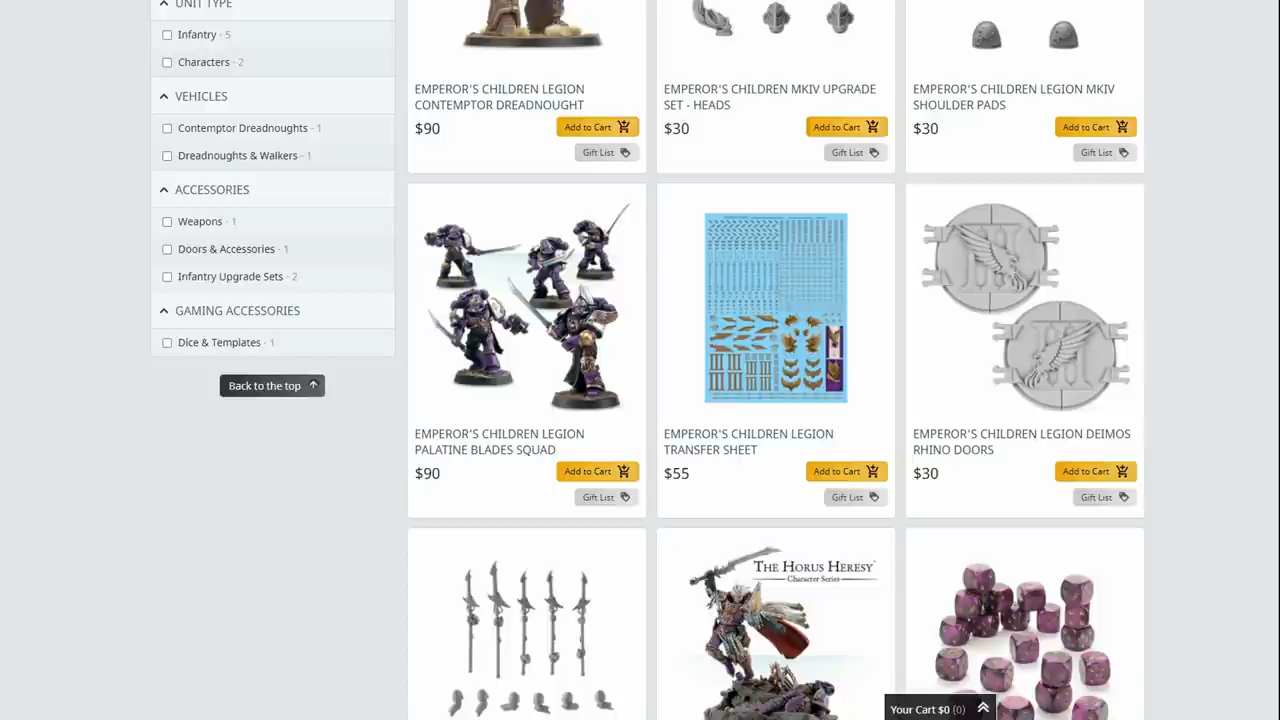 UNIT TYPE
Infantry - 5
Characters - 2
VEHICLES
Contemptor Dreadnoughts - 1
Dreadnoughts & Walkers - 1
ACCESSORIES
Weapons - 1
Doors & Accessories - 1
Infantry Upgrade Sets - 2
GAMING ACCESSORIES
Dice & Templates - 1
Back to the top
EMPEROR'S CHILDREN LEGION
CONTEMPTOR DREADNOUGHT
$90
Add to Cart
Gift List
EMPEROR'S CHILDREN MKIV UPGRADE
SET - HEADS
$30
Add to Cart
Gift List
EMPEROR'S CHILDREN LEGION MKIV
SHOULDER PADS
$30
Add to Cart
Gift List
EMPEROR'S CHILDREN LEGION
PALATINE BLADES SQUAD
$90
Add to Cart
Gift List
EMPEROR'S CHILDREN LEGION
TRANSFER SHEET
$55
Add to Cart
Gift List
III
III
EMPEROR'S CHILDREN LEGION DEIMOS
RHINO DOORS
$30
Add to Cart
Gift List
THE HORUS HERESY
Character Series
Your Cart $0 (0)